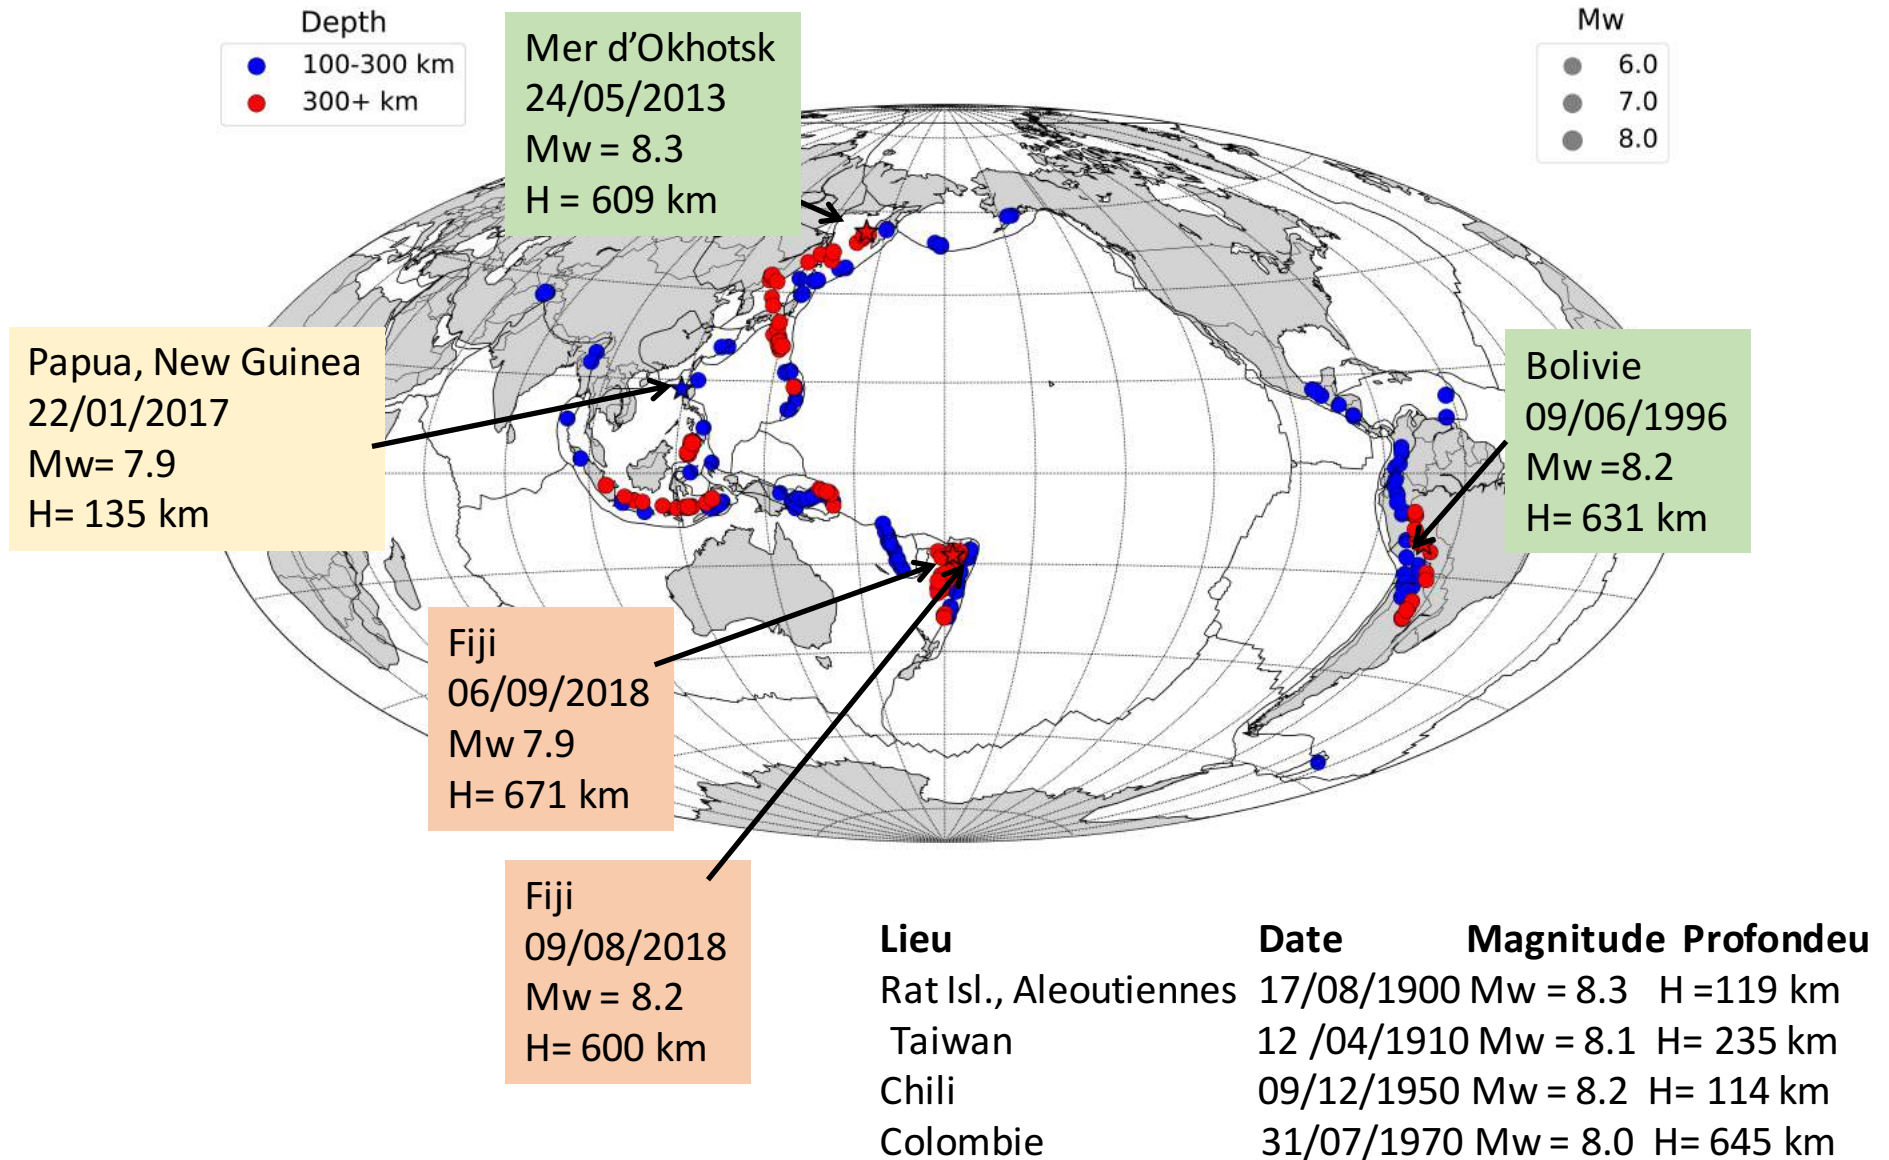 Depth
100-300 km
300+ km
Mw
6.0
7.0
8.0
Mer d’Okhotsk
24/05/2013
Mw = 8.3
H = 609 km
Papua, New Guinea
22/01/2017
Mw= 7.9
H= 135 km
Bolivie
09/06/1996
Mw =8.2
H= 631 km
Fiji
06/09/2018
Mw 7.9
H= 671 km
Fiji
09/08/2018
Mw = 8.2
H= 600 km
Lieu Date Magnitude Profondeu
Rat Isl., Aleoutiennes 17/08/1900 Mw = 8.3 H =119 km
Taiwan 12 /04/1910 Mw = 8.1 H= 235 km
Chili 09/12/1950 Mw = 8.2 H= 114 km
Colombie 31/07/1970 Mw = 8.0 H= 645 km